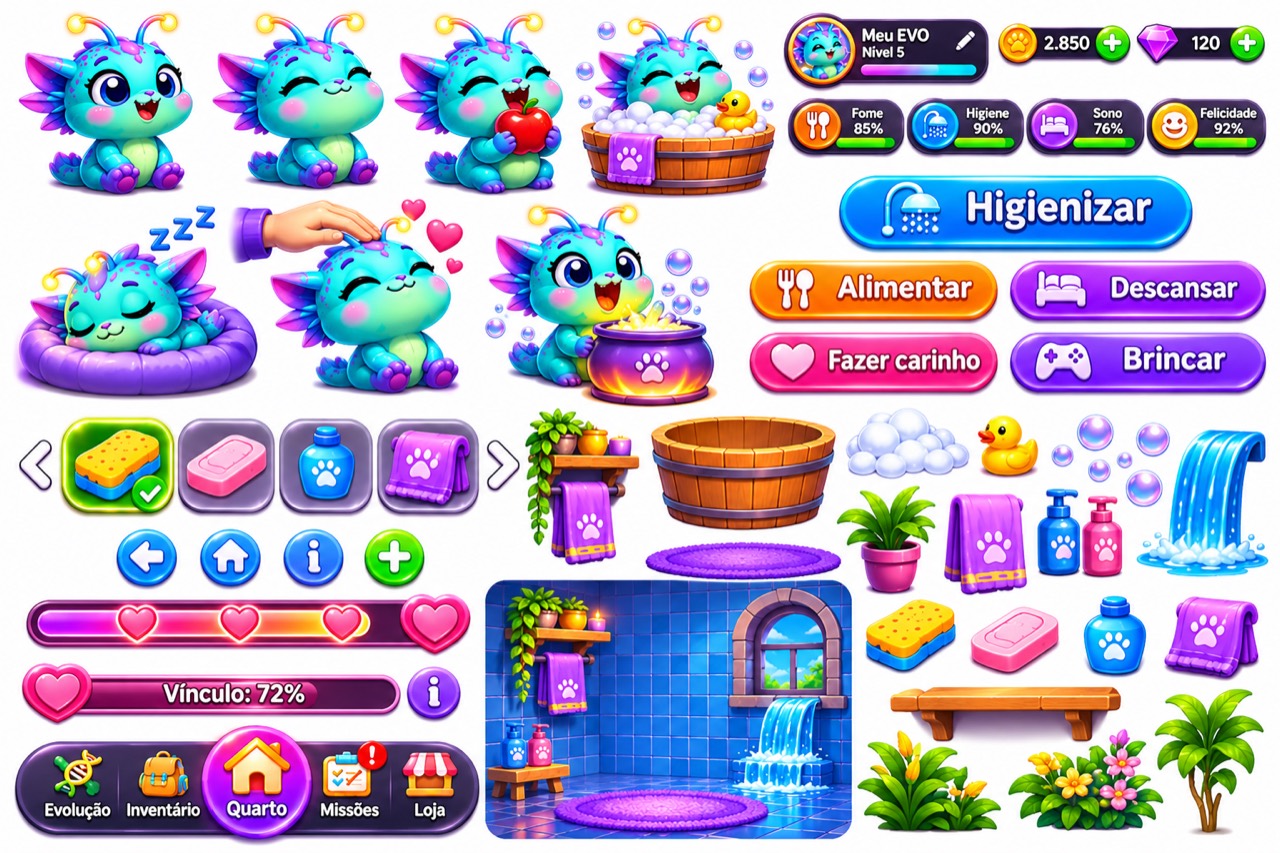 Meu EVO
Nível 5
2.850
120
Fome
85%
Higiene
90%
Sono
76%
Felicidade
92%
Higienizar
Alimentar
Descansar
Fazer carinho
Brincar
z z z
i
Vínculo: 72%
i
!
Evolução
Inventário
Quarto
Missões
Loja